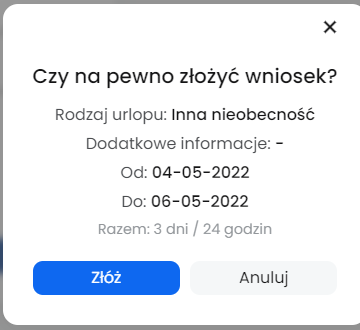 Czy na pewno złożyć wniosek?
Rodzaj urlopu: Inna nieobecność
Dodatkowe informacje: -
Od: 04-05-2022
Do: 06-05-2022
Razem: 3 dni / 24 godzin
Złóż
Anuluj